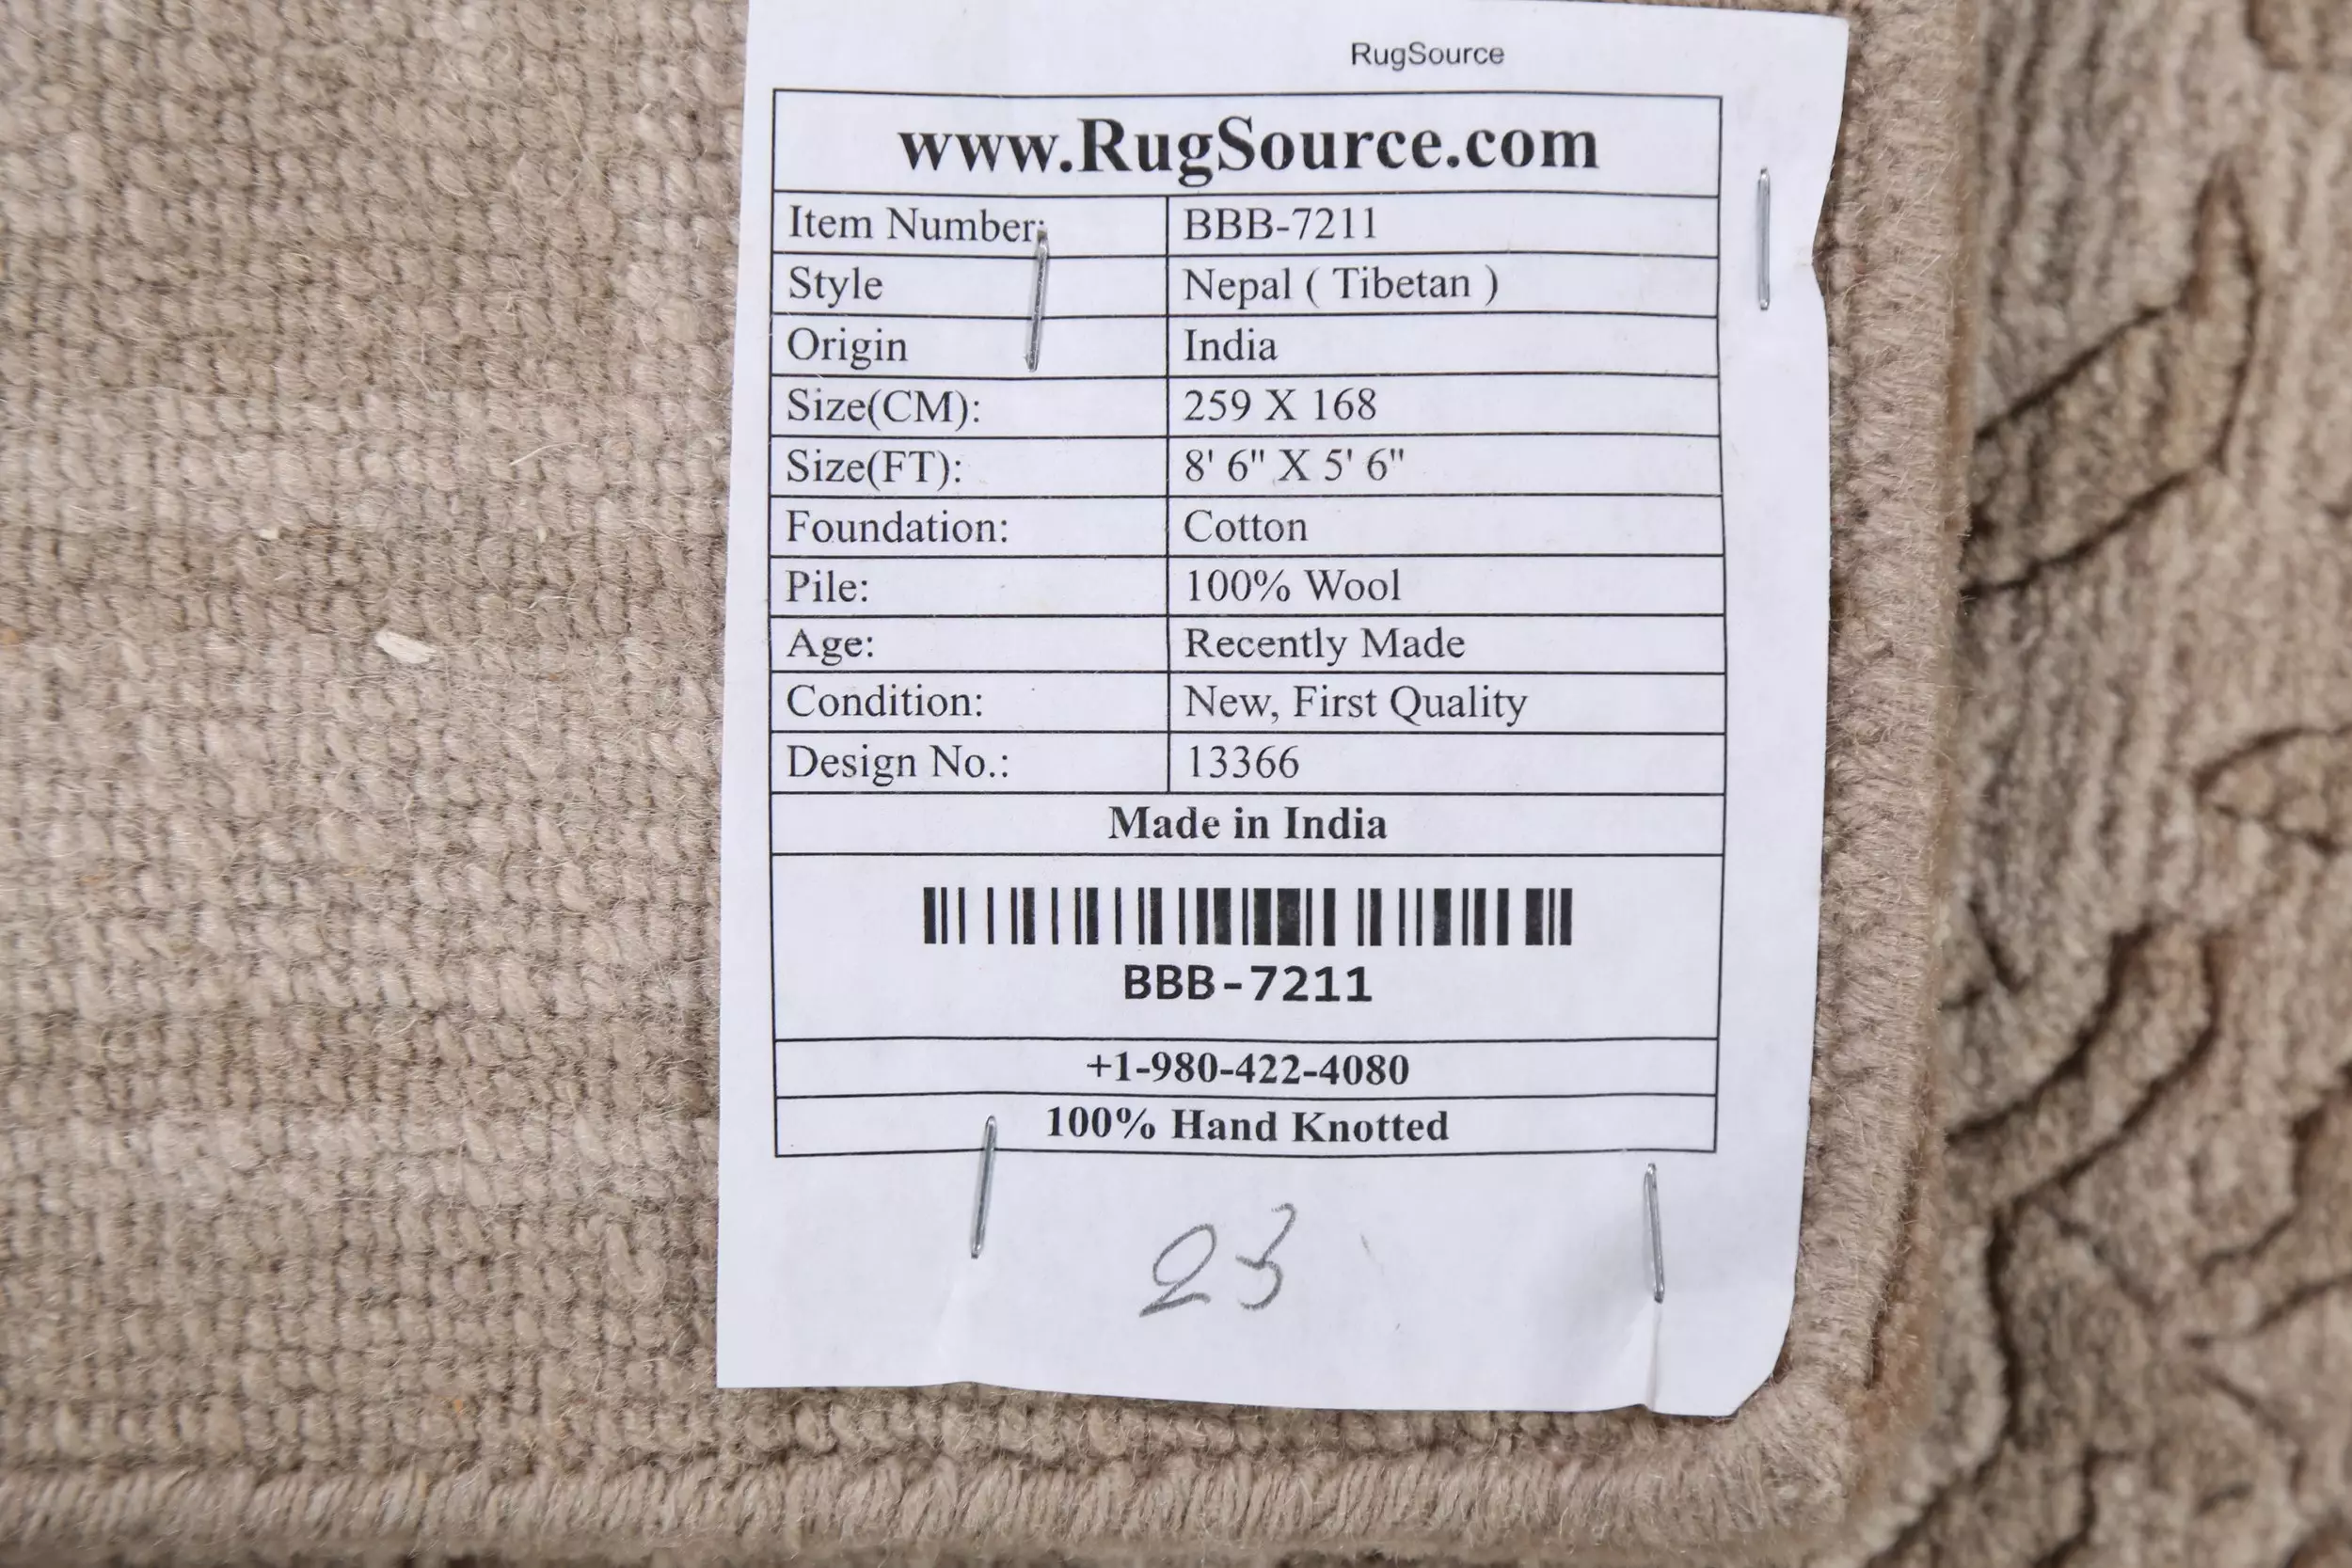 RugSource
www.RugSource.com
Item Number: BBB-7211
Style Nepal ( Tibetan )
Origin India
Size(CM): 259 X 168
Size(FT): 8' 6" X 5' 6"
Foundation: Cotton
Pile: 100% Wool
Age: Recently Made
Condition: New, First Quality
Design No.: 13366
Made in India
BBB-7211
+1-980-422-4080
100% Hand Knotted
23